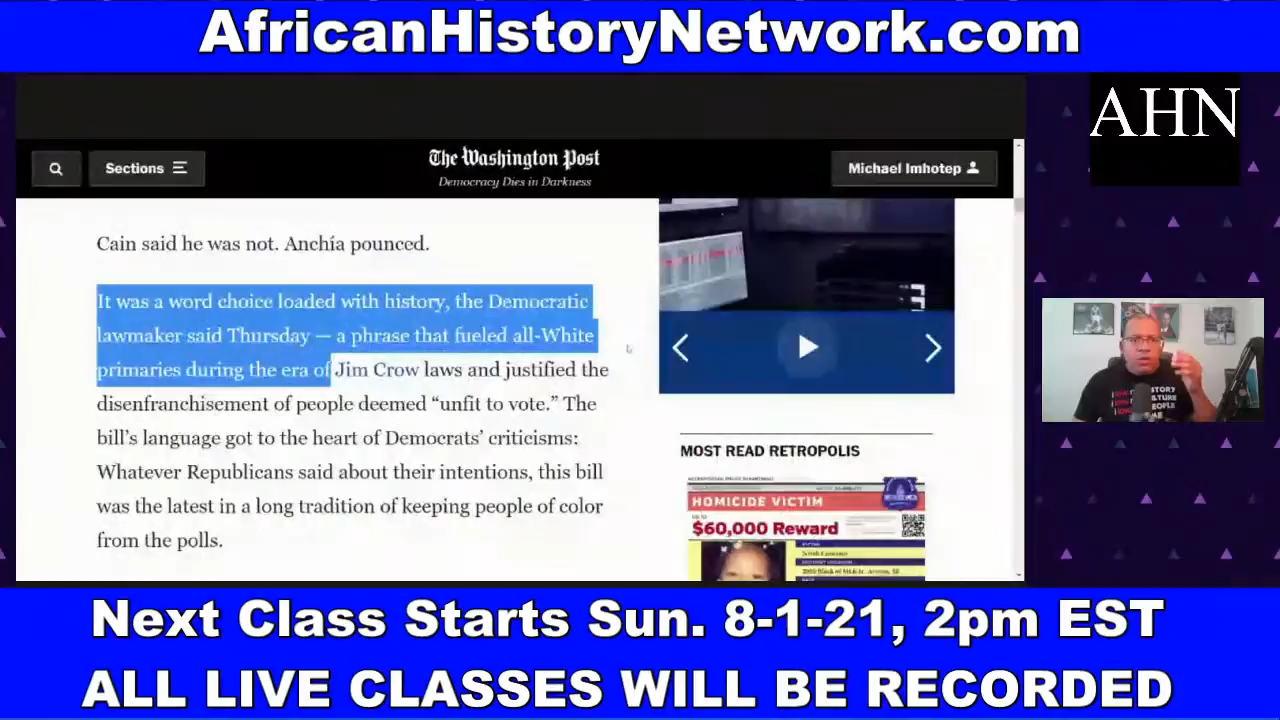 AfricanHistoryNetwork.com
AHN
Sections
The Washington Post
Democracy Dies in Darkness
Michael Imhotep
Cain said he was not. Anchía pounced.
It was a word choice loaded with history, the Democratic
lawmaker said Thursday — a phrase that fueled all-White
primaries during the era of Jim Crow laws and justified the
disenfranchisement of people deemed “unfit to vote.” The
bill’s language got to the heart of Democrats’ criticisms:
Whatever Republicans said about their intentions, this bill
was the latest in a long tradition of keeping people of color
from the polls.
MOST READ RETROPOLIS
HOMICIDE VICTIM
$60,000 Reward
Next Class Starts Sun. 8-1-21, 2pm EST
ALL LIVE CLASSES WILL BE RECORDED